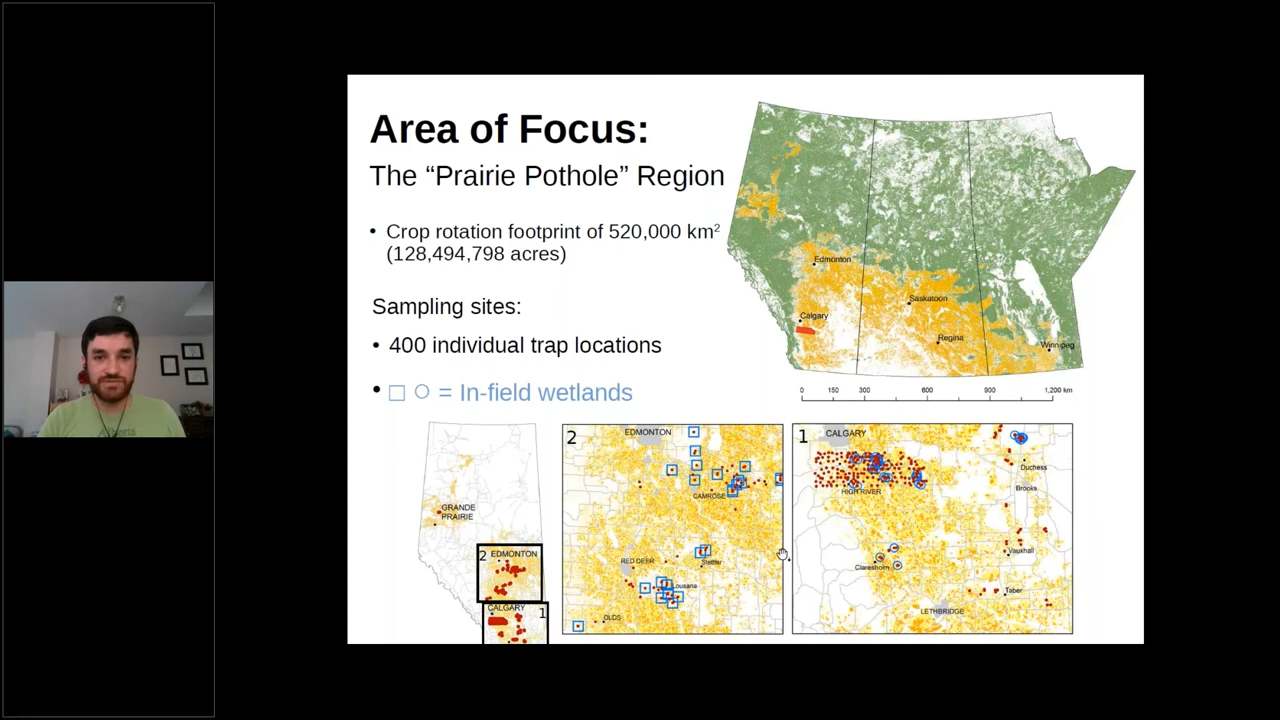 Area of Focus:
The “Prairie Pothole” Region
• Crop rotation footprint of 520,000 km²
(128,494,798 acres)
Sampling sites:
• 400 individual trap locations
• □ ○ = In-field wetlands
Edmonton
Saskatoon
Calgary
Regina
Winnipeg
0 150 300 600 900 1,200 km
GRANDE
PRAIRIE
2 EDMONTON
CALGARY
1
2
EDMONTON
CAMROSE
RED DEER
Stettler
Lousana
OLDS
1
CALGARY
Duchess
HIGH RIVER
Brooks
Vauxhall
Claresholm
Taber
LETHBRIDGE